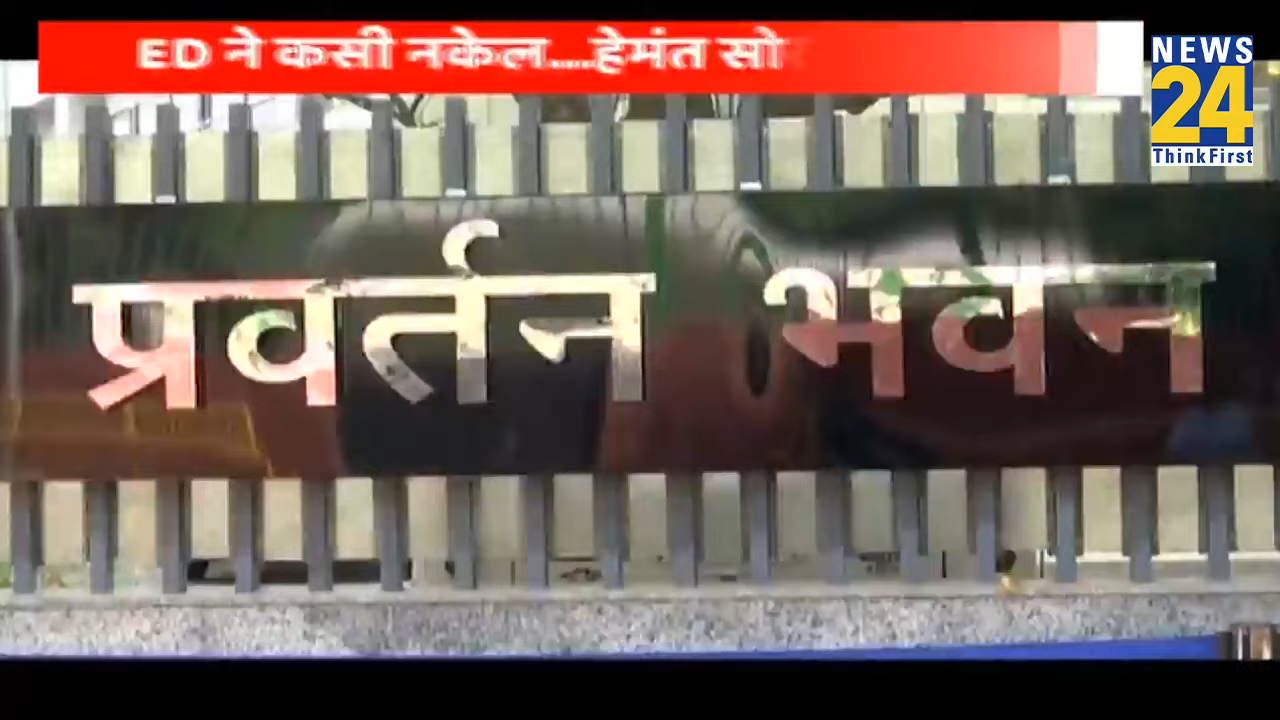 ED ने कसी नकेल....हेमंत
NEWS
24
ThinkFirst
प्रवर्तन भवन